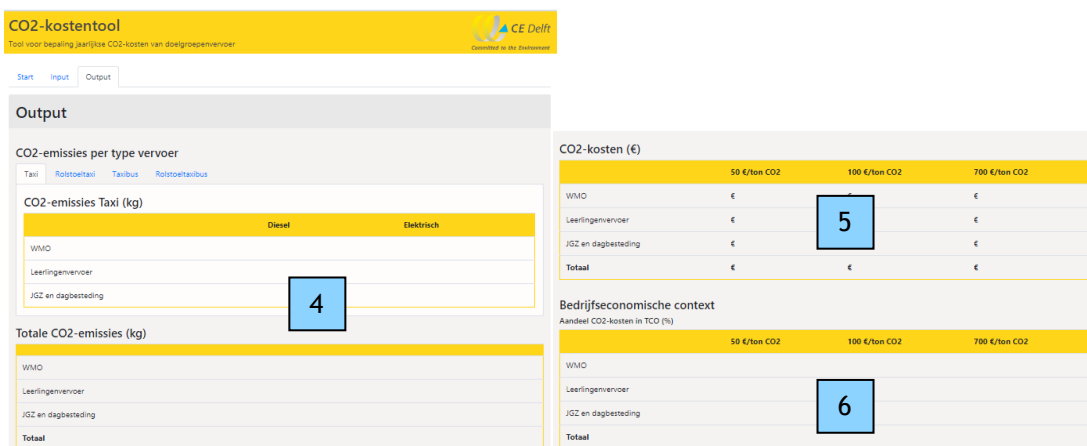 CO2-kostentool
Tool voor bepaling jaarlijkse CO2-kosten van doelgroepenvervoer
CE Delft
Committed to the Environment
Start Input Output
Output
CO2-emissies per type vervoer
Taxi Rolstoeltaxi Taxibus Rolstoeltaxibus
CO2-emissies Taxi (kg)
Diesel Elektrisch
WMO
Leerlingenvervoer
JGZ en dagbesteding
4
Totale CO2-emissies (kg)
WMO
Leerlingenvervoer
JGZ en dagbesteding
Totaal
CO2-kosten (€)
50 €/ton CO2 100 €/ton CO2 700 €/ton CO2
WMO € €
Leerlingenvervoer € €
JGZ en dagbesteding € €
Totaal € € €
5
Bedrijfseconomische context
Aandeel CO2-kosten in TCO (%)
50 €/ton CO2 100 €/ton CO2 700 €/ton CO2
WMO
Leerlingenvervoer
JGZ en dagbesteding
Totaal
6